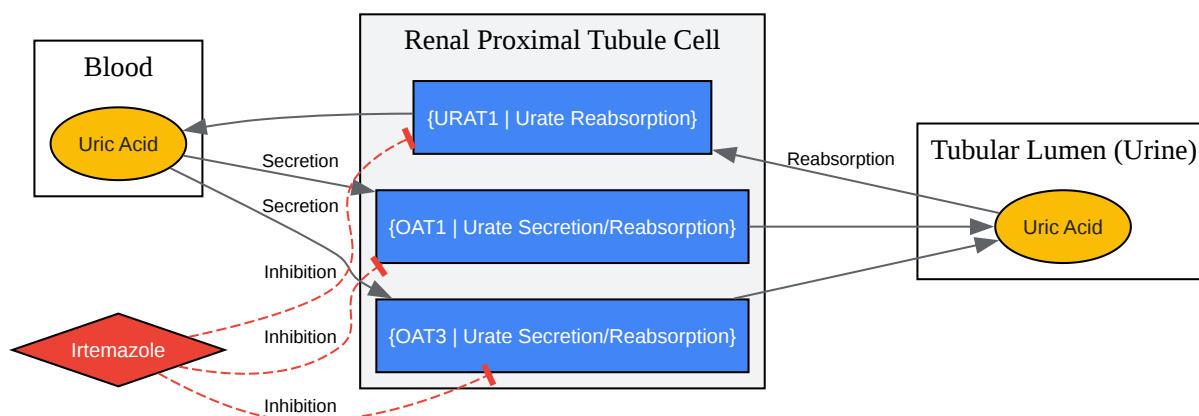 Renal Proximal Tubule Cell
Blood
{URAT1 | Urate Reabsorption}
Uric Acid
Secretion
Reabsorption
Tubular Lumen (Urine)
Secretion
{OAT1 | Urate Secretion/Reabsorption}
Uric Acid
Inhibition
Inhibition
{OAT3 | Urate Secretion/Reabsorption}
Irtemazole
Inhibition